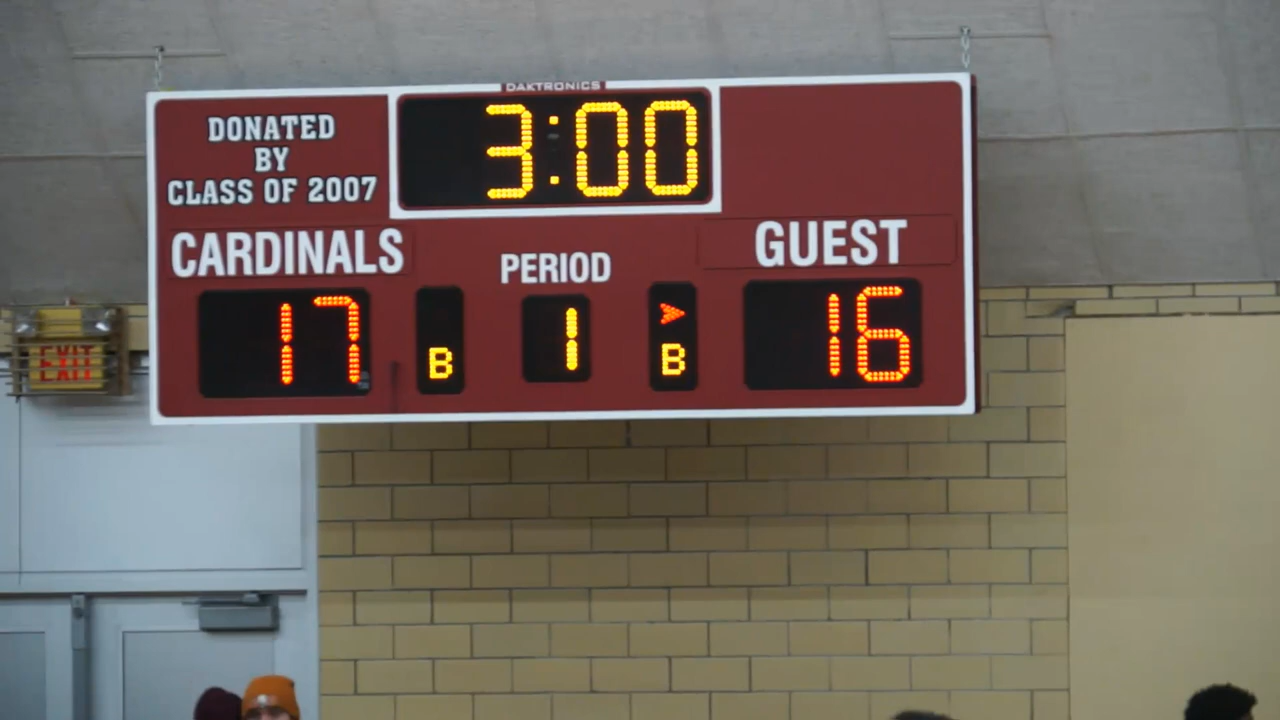 DAKTRONICS
DONATED
BY
CLASS OF 2007
3:00
CARDINALS
PERIOD
GUEST
17
B
1
B
16
EXIT